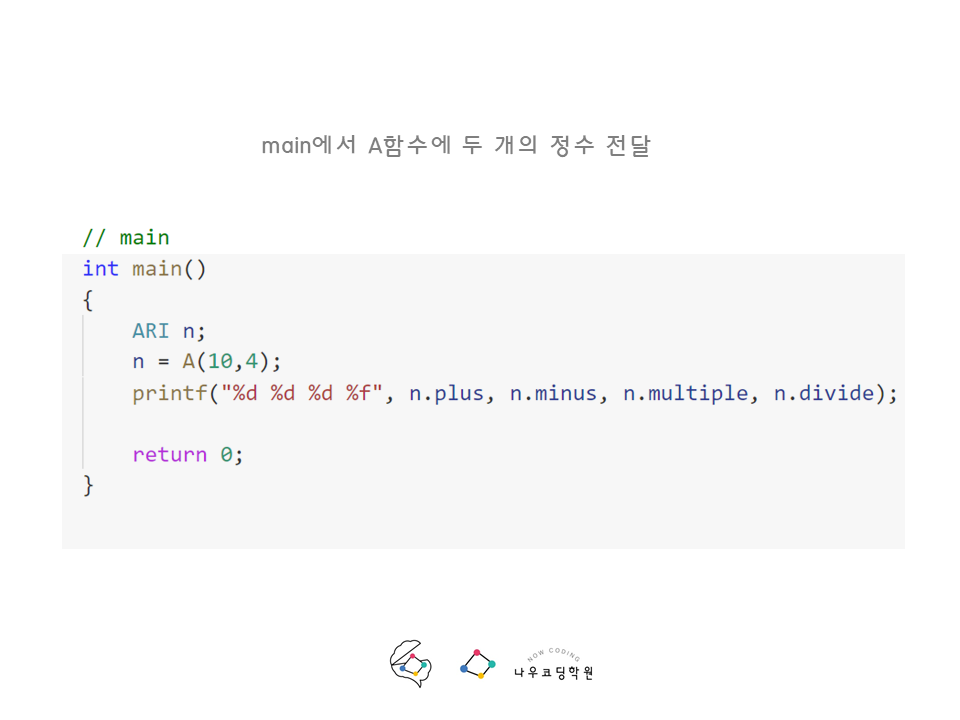 main에서 A함수에 두 개의 정수 전달
// main
int main()
{
    ARI n;
    n = A(10,4);
    printf("%d %d %d %f", n.plus, n.minus, n.multiple, n.divide);
    return 0;
}
NOW CODING
나우코딩학원